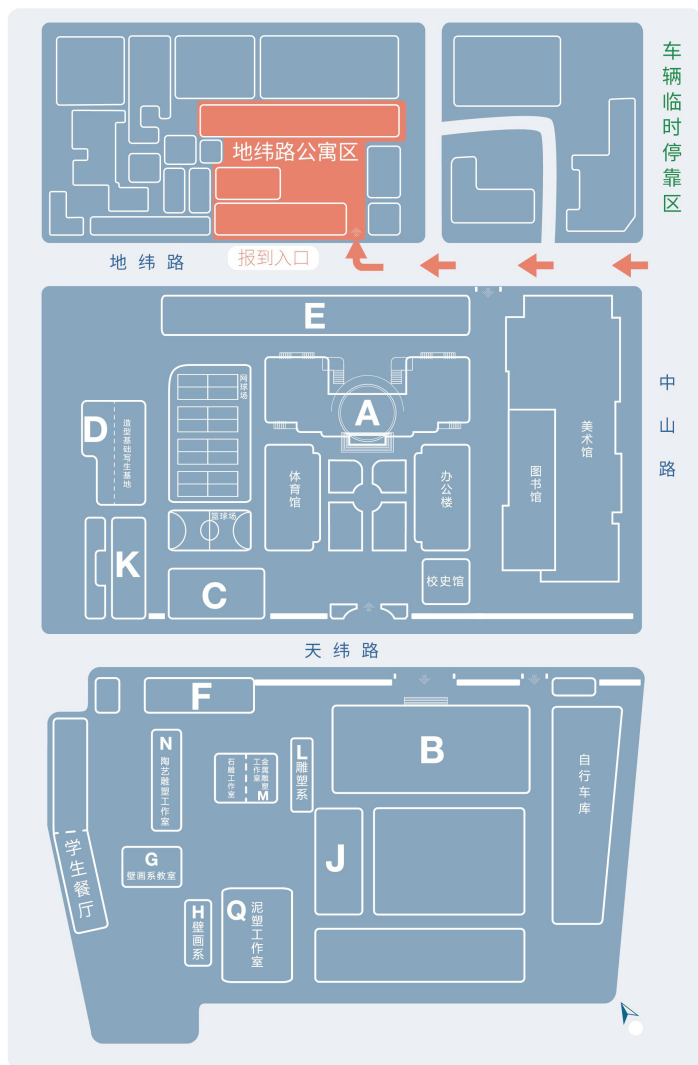 车辆临时停靠区
地纬路公寓区
地纬路
报到入口
E
中山路
网球场
A
D
造型基础写生基地
美术馆
图书馆
体育馆
办公楼
篮球场
K
C
校史馆
天纬路
F
B
N
陶艺雕塑工作室
石雕工作室
金属雕塑工作室
M
L
雕塑系
自行车库
学生餐厅
G
壁画系教室
J
H
壁画系
Q
泥塑工作室